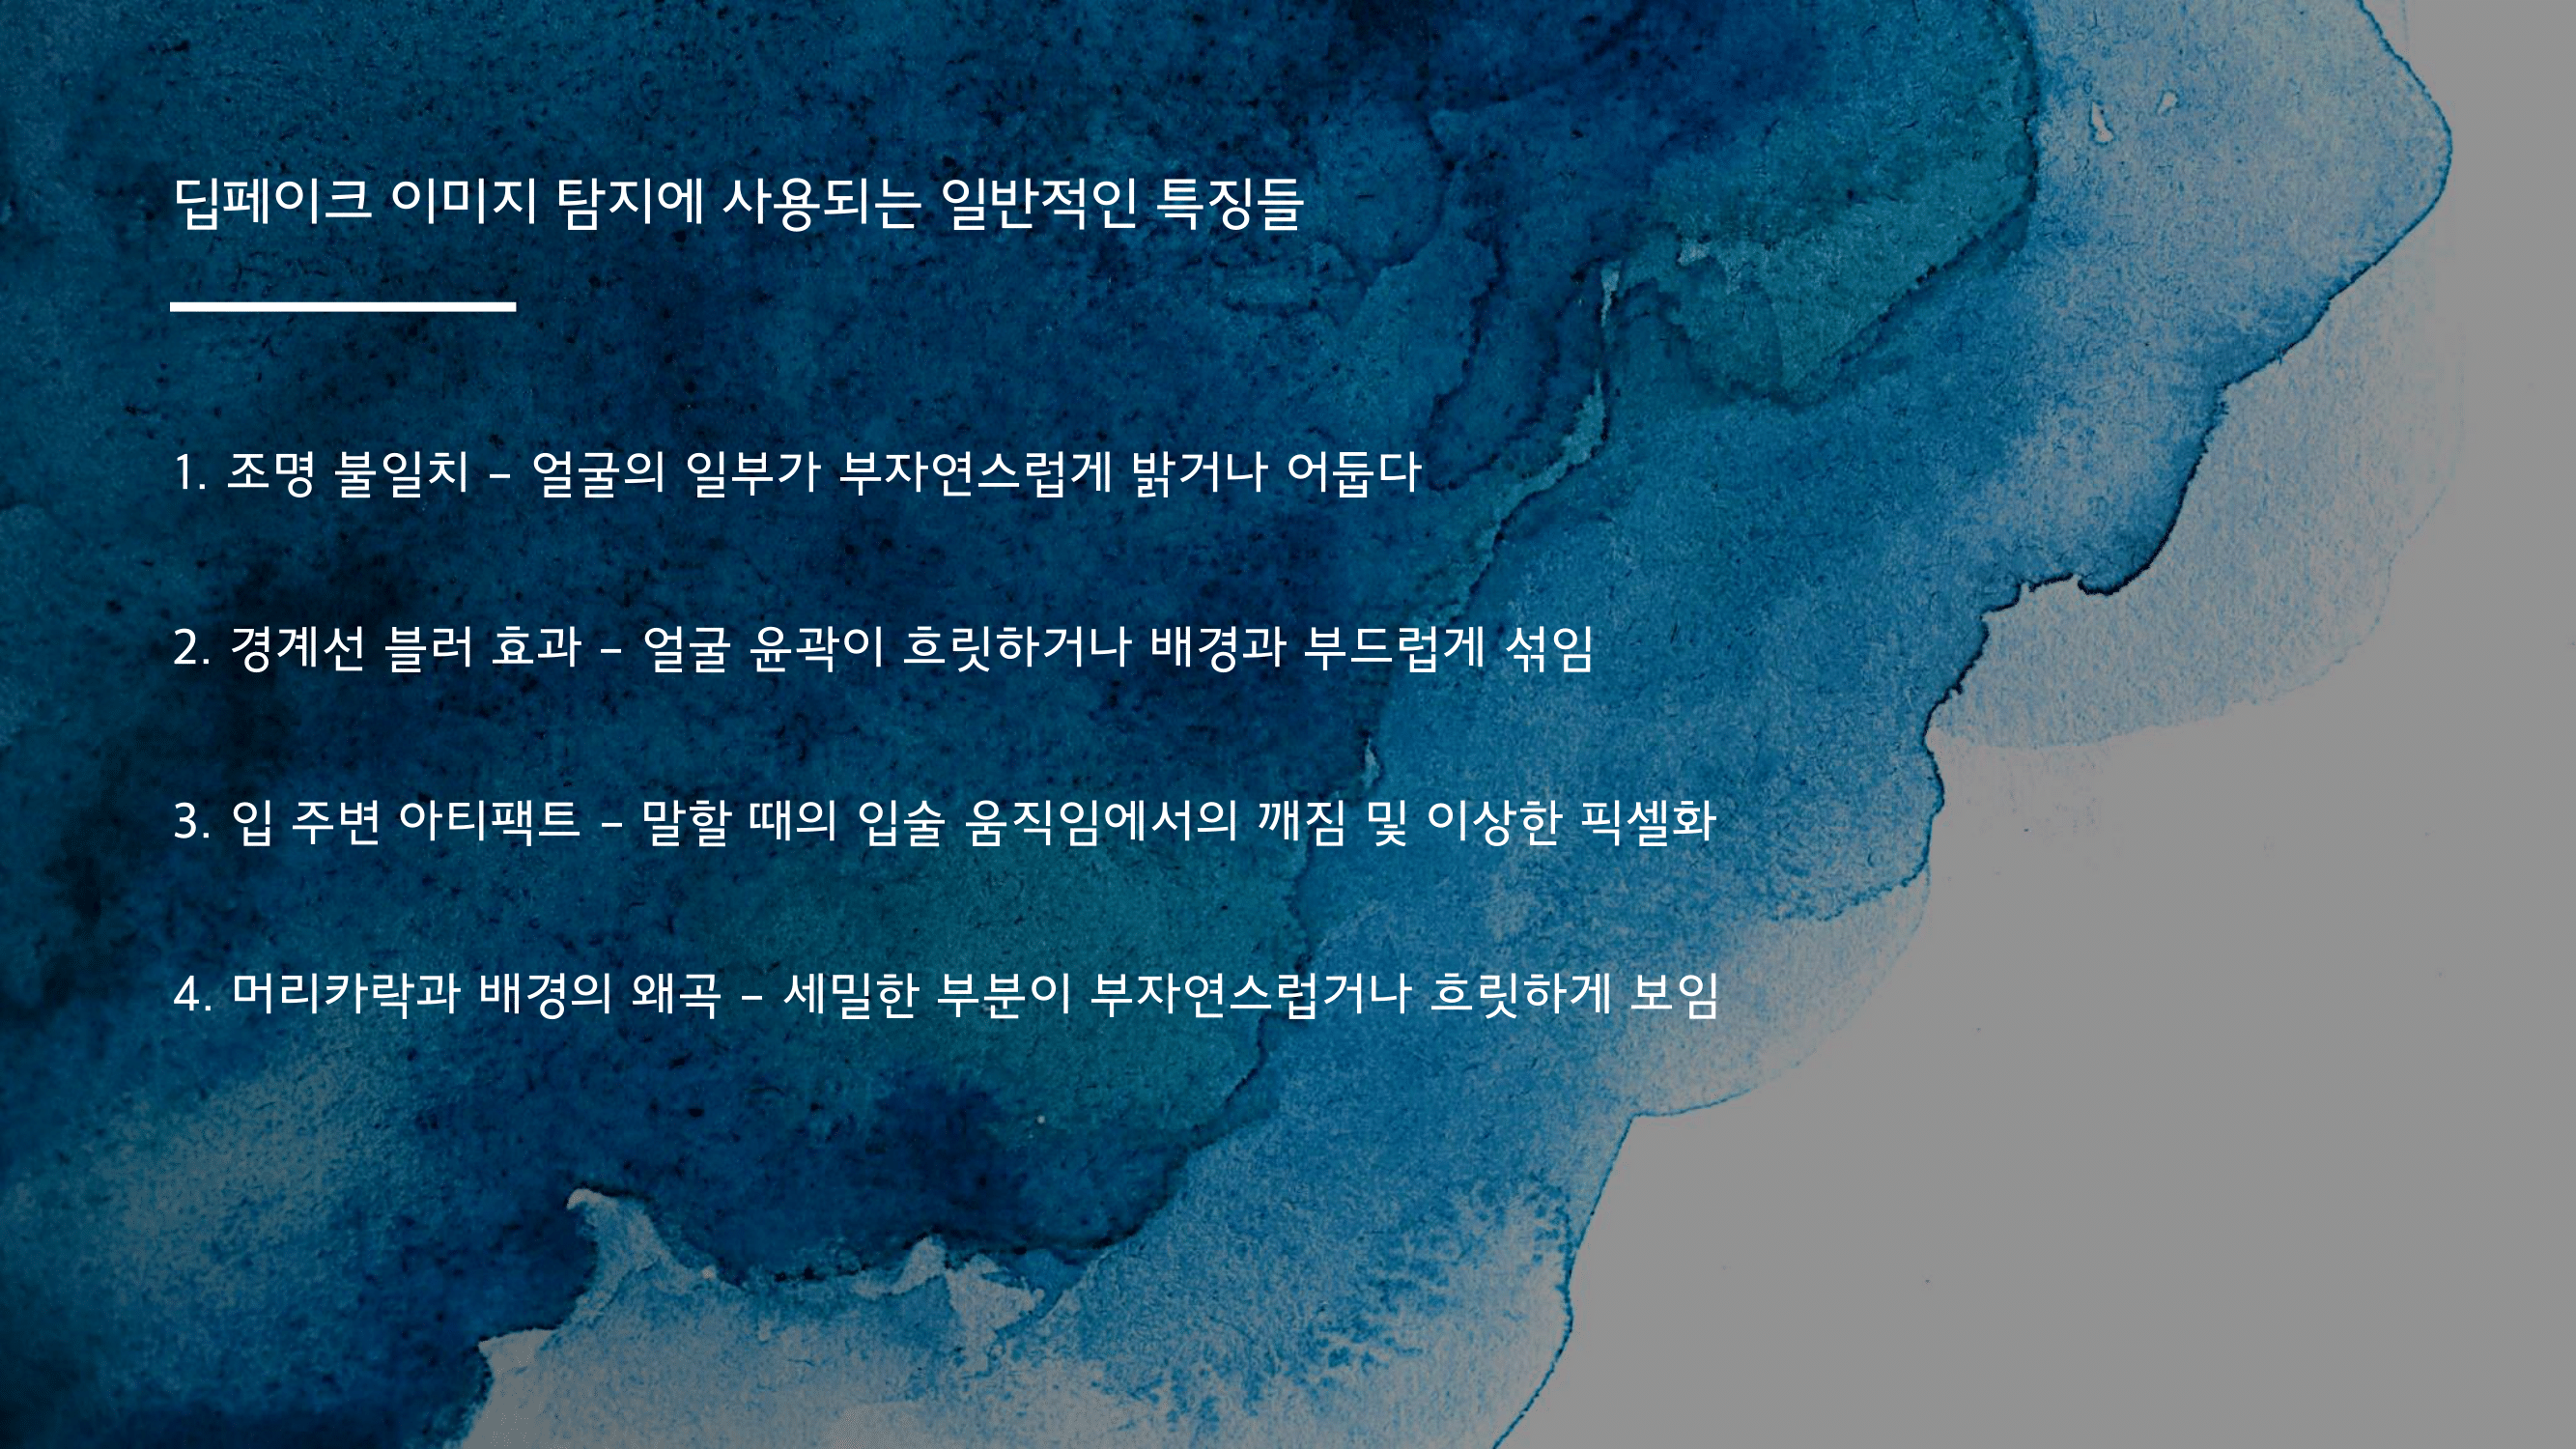 딥페이크 이미지 탐지에 사용되는 일반적인 특징들
1. 조명 불일치 – 얼굴의 일부가 부자연스럽게 밝거나 어둡다
2. 경계선 블러 효과 – 얼굴 윤곽이 흐릿하거나 배경과 부드럽게 섞임
3. 입 주변 아티팩트 – 말할 때의 입술 움직임에서의 깨짐 및 이상한 픽셀화
4. 머리카락과 배경의 왜곡 – 세밀한 부분이 부자연스럽거나 흐릿하게 보임